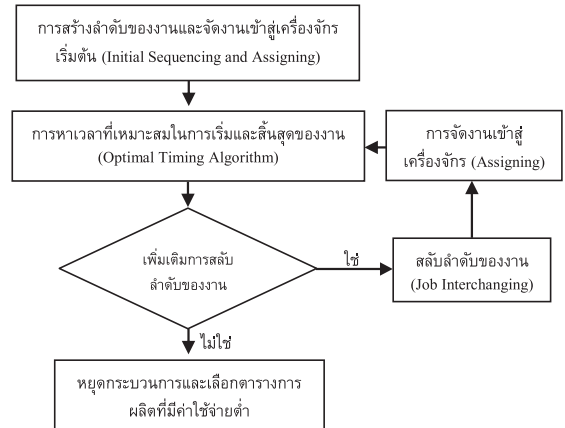 การสร้างลำดับของงานและจัดงานเข้าสู่เครื่องจักร
เริ่มต้น (Initial Sequencing and Assigning)
การหาเวลาที่เหมาะสมในการเริ่มและสิ้นสุดของงาน
(Optimal Timing Algorithm)
การจัดงานเข้าสู่
เครื่องจักร (Assigning)
เพิ่มเติมการสลับ
ลำดับของงาน
ใช่
สลับลำดับของงาน
(Job Interchanging)
ไม่ใช่
หยุดกระบวนการและเลือกตารางการ
ผลิตที่มีค่าใช้จ่ายต่ำ